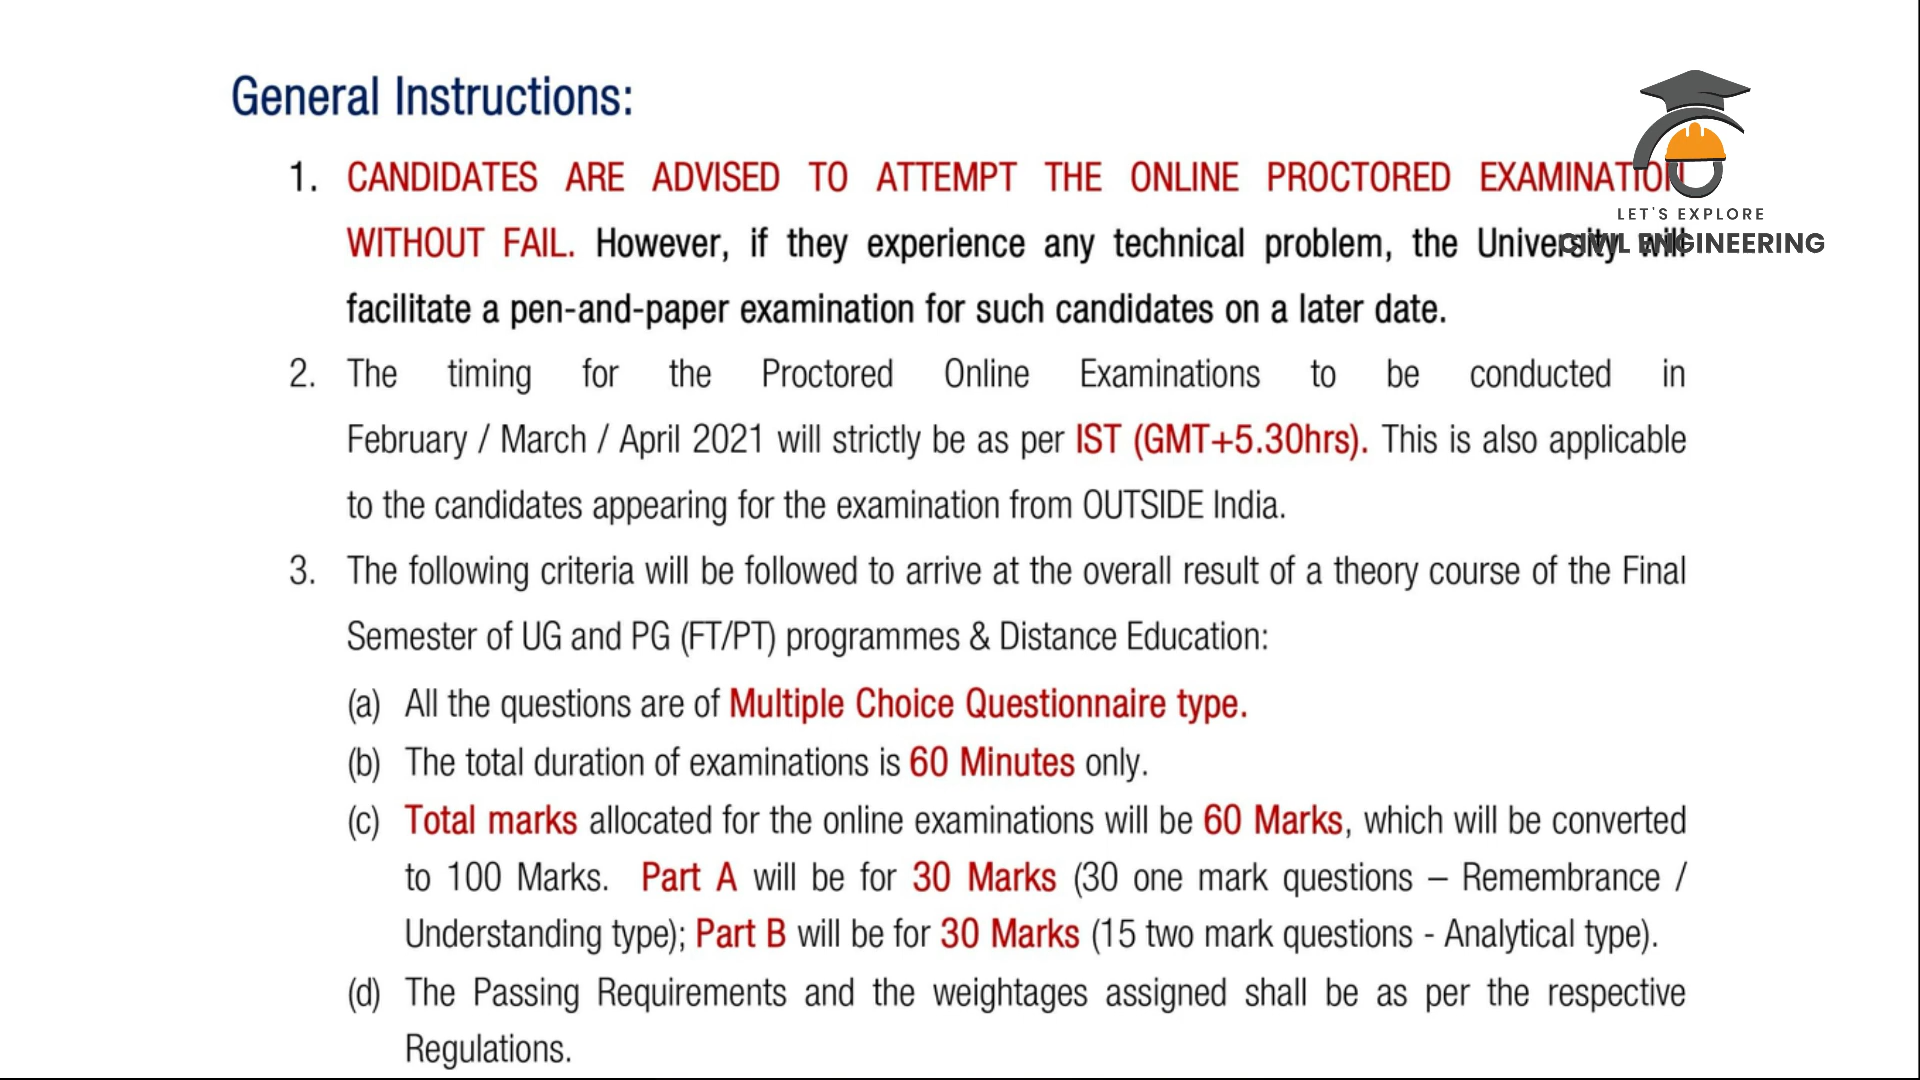 General Instructions:
1. CANDIDATES ARE ADVISED TO ATTEMPT THE ONLINE PROCTORED EXAMINATION
WITHOUT FAIL. However, if they experience any technical problem, the University will
facilitate a pen-and-paper examination for such candidates on a later date.
2. The timing for the Proctored Online Examinations to be conducted in
February / March / April 2021 will strictly be as per IST (GMT+5.30hrs). This is also applicable
to the candidates appearing for the examination from OUTSIDE India.
3. The following criteria will be followed to arrive at the overall result of a theory course of the Final
Semester of UG and PG (FT/PT) programmes & Distance Education:
(a) All the questions are of Multiple Choice Questionnaire type.
(b) The total duration of examinations is 60 Minutes only.
(c) Total marks allocated for the online examinations will be 60 Marks, which will be converted
to 100 Marks. Part A will be for 30 Marks (30 one mark questions – Remembrance /
Understanding type); Part B will be for 30 Marks (15 two mark questions - Analytical type).
(d) The Passing Requirements and the weightages assigned shall be as per the respective
Regulations.
LET'S EXPLORE
CIVIL ENGINEERING